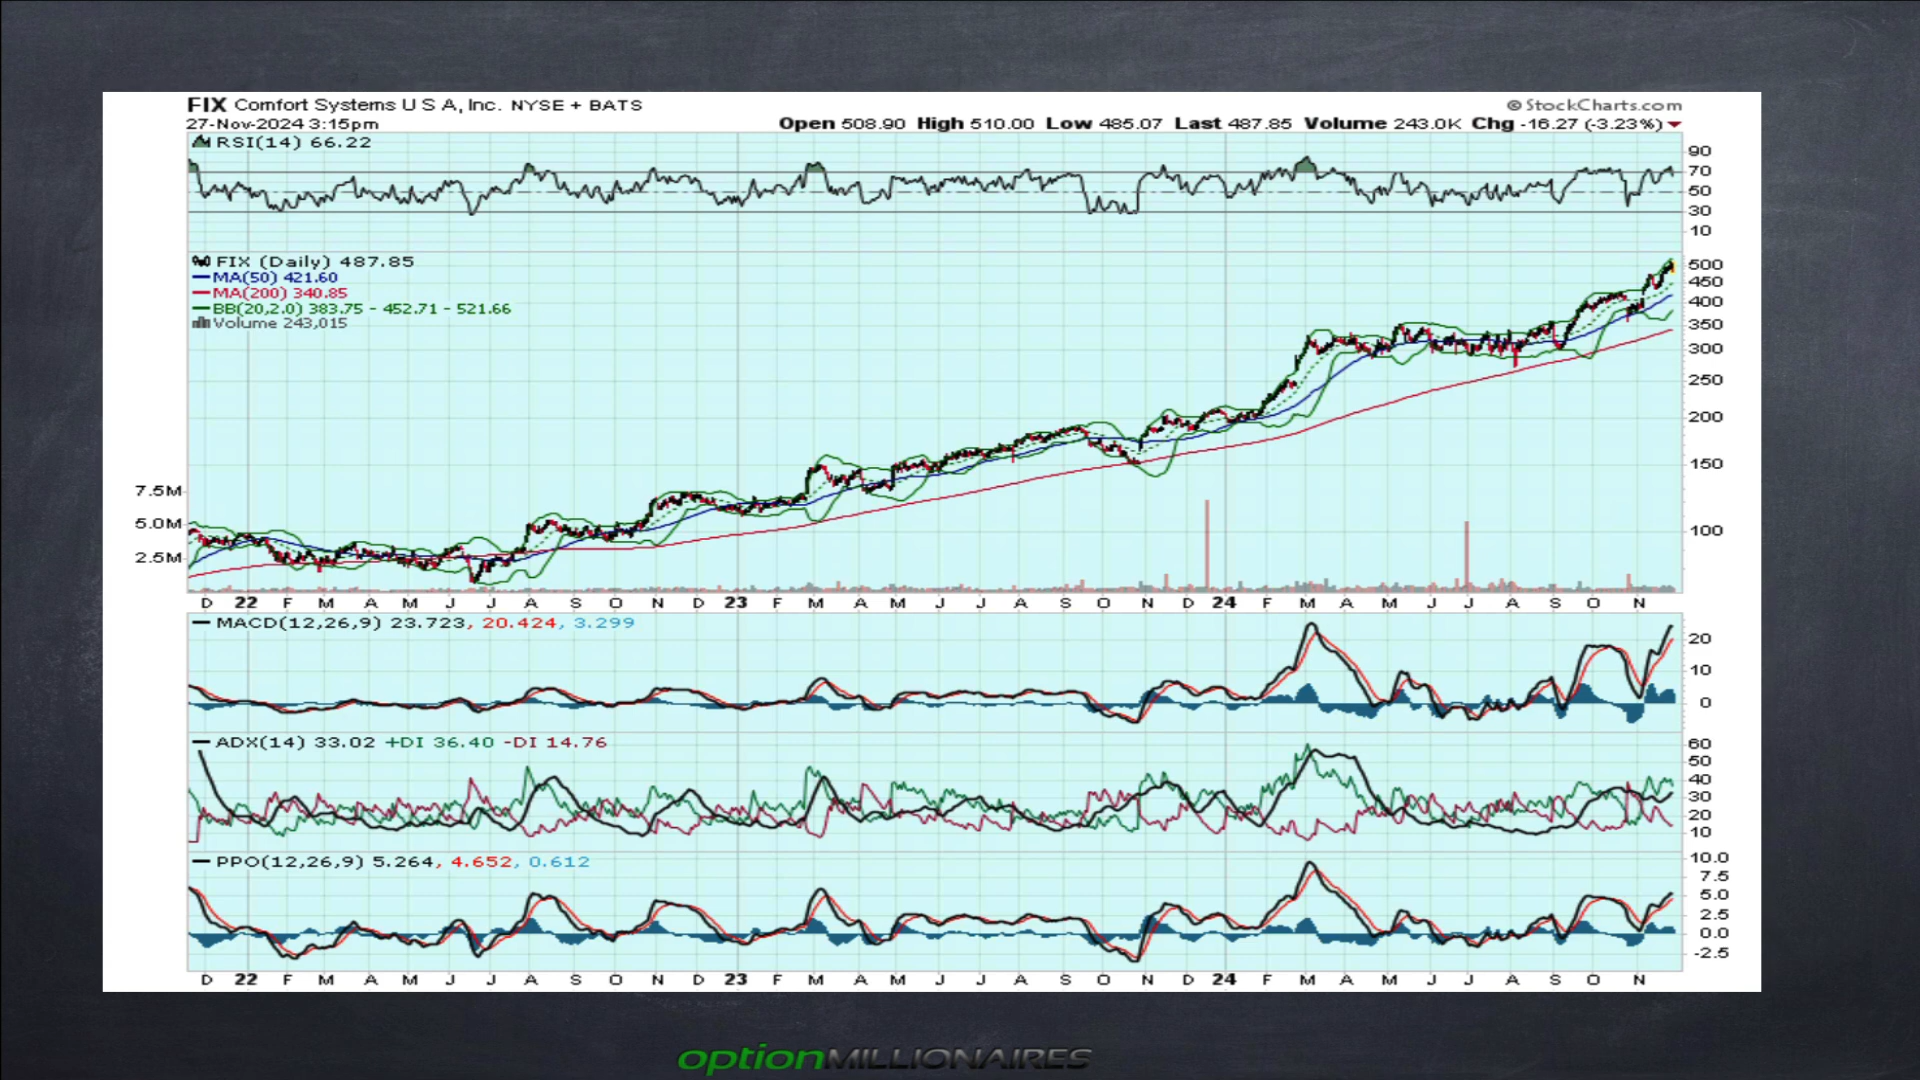 FIX Comfort Systems U S A, Inc. NYSE + BATS
© StockCharts.com
27-Nov-2024 3:15pm
Open 508.90 High 510.00 Low 485.07 Last 487.85 Volume 243.0K Chg -16.27 (-3.23%)
RSI(14) 66.22
90
70
50
30
10
FIX (Daily) 487.85
MA(50) 421.60
MA(200) 340.85
BB(20,2.0) 383.75 - 452.71 - 521.66
Volume 243,015
500
450
400
350
300
250
200
150
100
7.5M
5.0M
2.5M
D 22 F M A M J J A S O N D 23 F M A M J J A S O N D 24 F M A M J J A S O N
MACD(12,26,9) 23.723, 20.424, 3.299
20
10
0
ADX(14) 33.02 +DI 36.40 -DI 14.76
60
50
40
30
20
10
PPO(12,26,9) 5.264, 4.652, 0.612
10.0
7.5
5.0
2.5
0.0
-2.5
D 22 F M A M J J A S O N D 23 F M A M J J A S O N D 24 F M A M J J A S O N
optionMILLIONAIRES